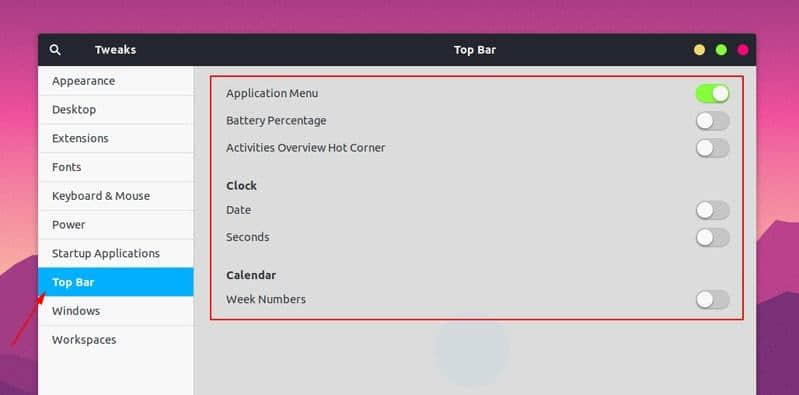 Tweaks
Top Bar
Appearance
Desktop
Extensions
Fonts
Keyboard & Mouse
Power
Startup Applications
Top Bar
Windows
Workspaces
Application Menu
Battery Percentage
Activities Overview Hot Corner
Clock
Date
Seconds
Calendar
Week Numbers